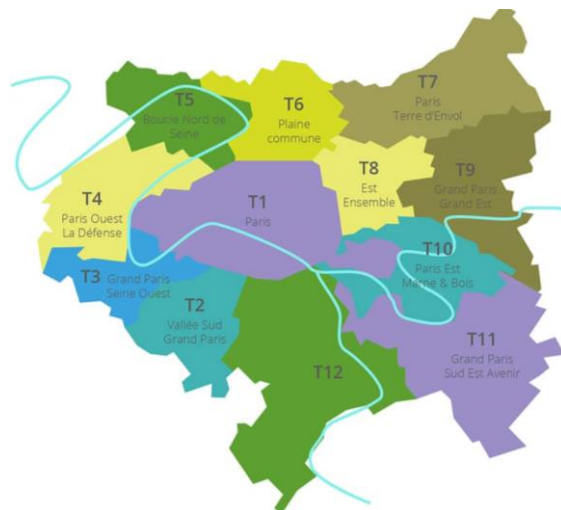 T7
Paris
Terre d'Envol
T5
Boucle Nord de
Seine
T6
Plaine
commune
T8
Est
Ensemble
T9
Grand Paris
Grand Est
T4
Paris Ouest
La Défense
T1
Paris
T10
Paris Est
Marne & Bois
T3
Grand Paris
Seine Ouest
T2
Vallée Sud
Grand Paris
T11
Grand Paris
Sud Est Avenir
T12